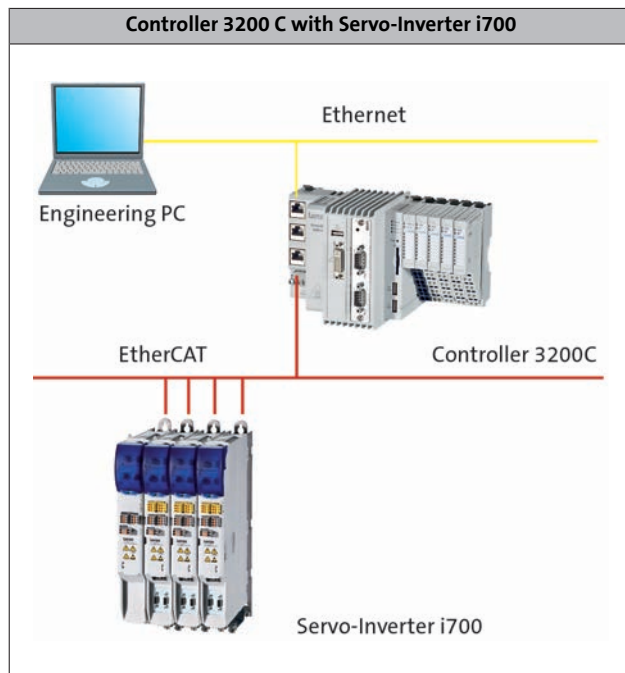 Controller 3200 C with Servo-Inverter i700
Ethernet
Engineering PC
EtherCAT
Controller 3200C
Servo-Inverter i700